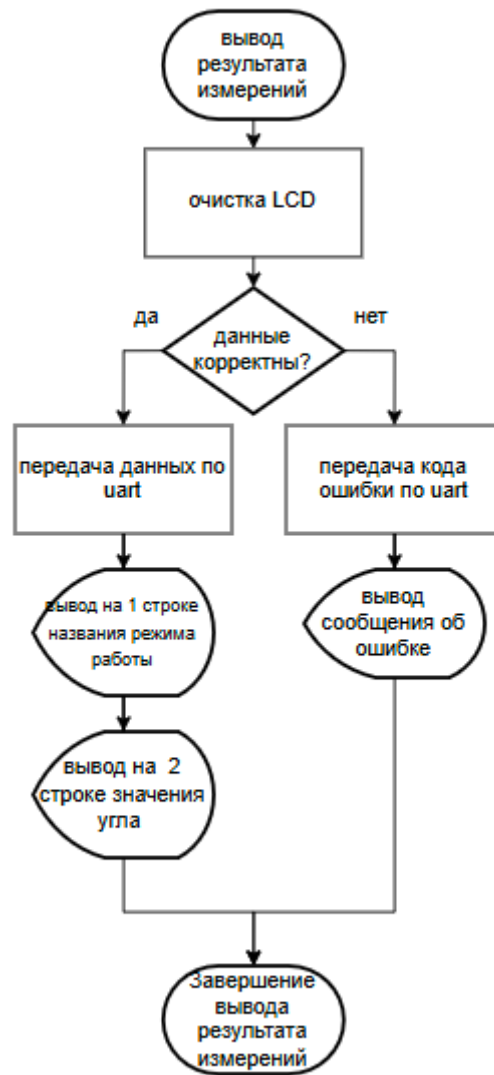 вывод
результата
измерений
очистка LCD
да
нет
данные
корректны?
передача данных по
uart
передача кода
ошибки по uart
вывод на 1 строке
названия режима
работы
вывод
сообщения об
ошибке
вывод на 2
строке значения
угла
Завершение
вывода
результата
измерений